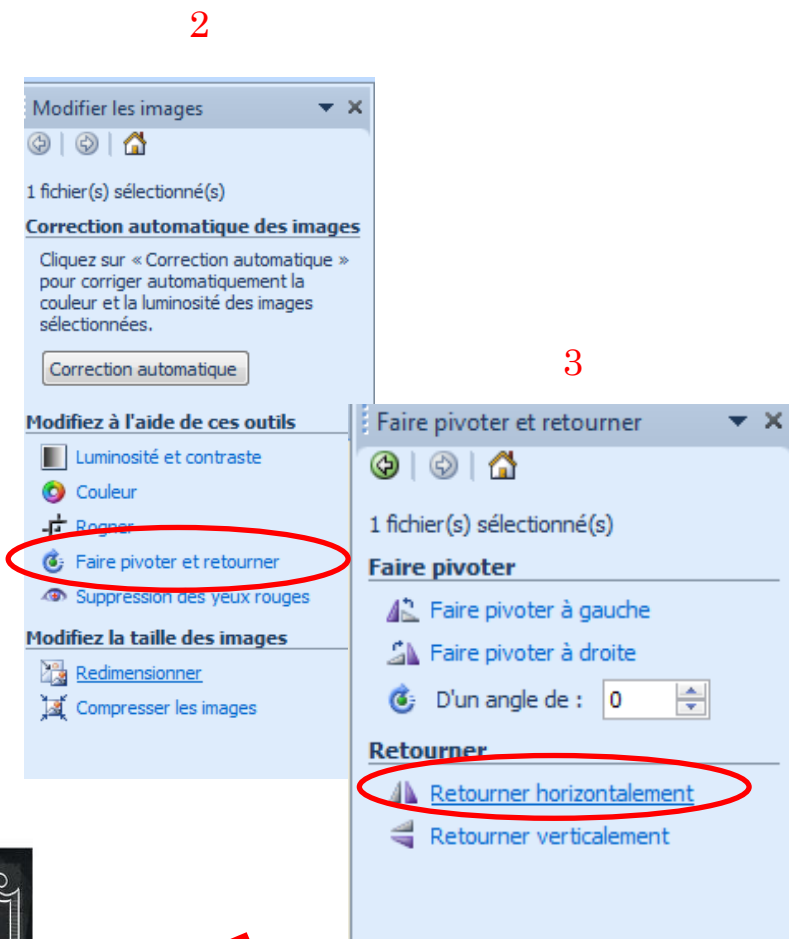 2
Modifier les images
1 fichier(s) sélectionné(s)
Correction automatique des images
Cliquez sur « Correction automatique »
pour corriger automatiquement la
couleur et la luminosité des images
sélectionnées.
Correction automatique
Modifiez à l'aide de ces outils
Luminosité et contraste
Couleur
Rogner
Faire pivoter et retourner
Suppression des yeux rouges
Modifiez la taille des images
Redimensionner
Compresser les images
3
Faire pivoter et retourner
1 fichier(s) sélectionné(s)
Faire pivoter
Faire pivoter à gauche
Faire pivoter à droite
D'un angle de : 0
Retourner
Retourner horizontalement
Retourner verticalement